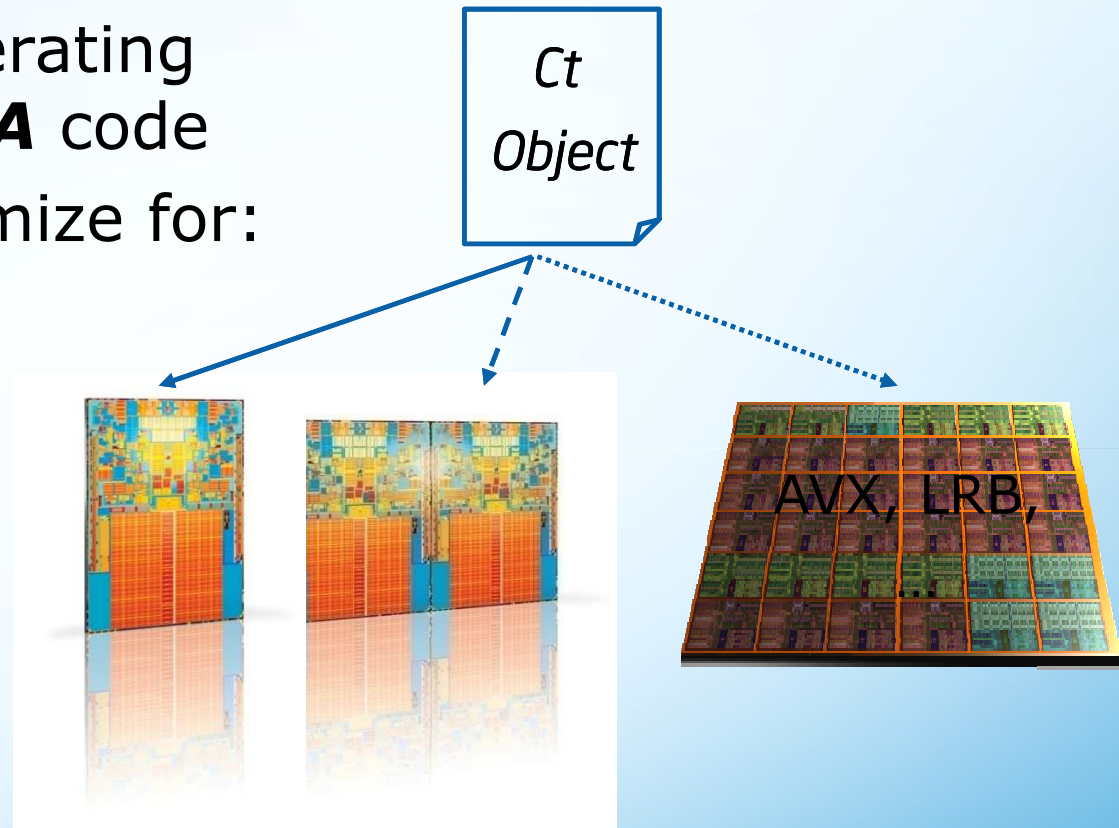 erating
A code
mize for:
Ct
Object
AVX, LRB,
...